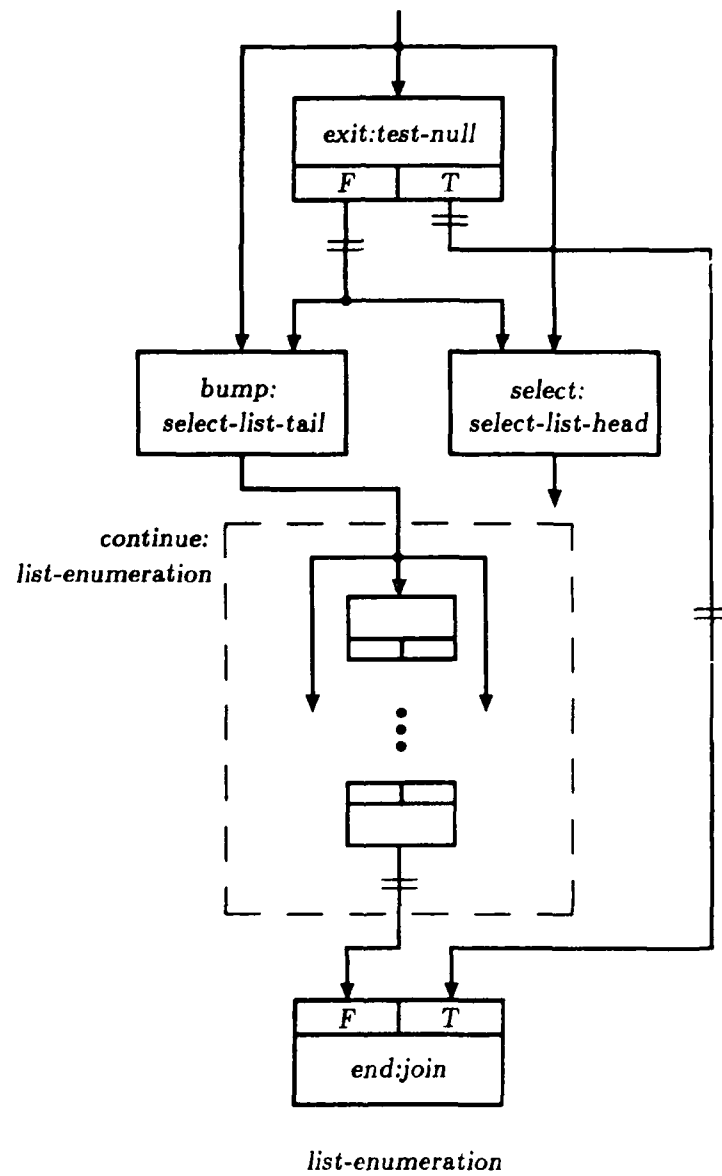 exit:test-null
F T
bump:
select-list-tail
select:
select-list-head
continue:
list-enumeration
F T
end:join
list-enumeration